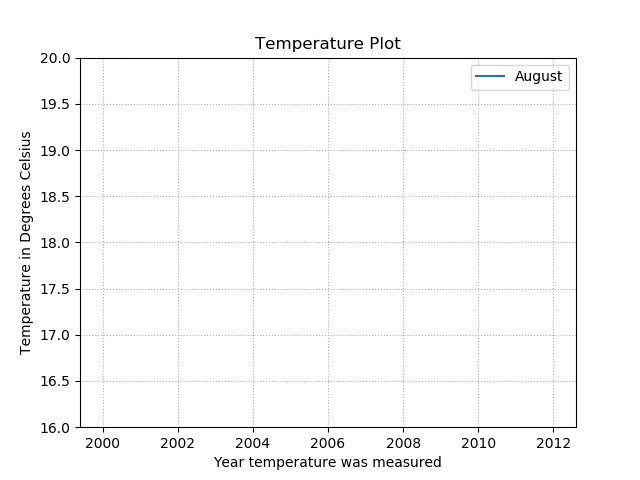 Temperature Plot
August
Temperature in Degrees Celsius
20.0
19.5
19.0
18.5
18.0
17.5
17.0
16.5
16.0
2000 2002 2004 2006 2008 2010 2012
Year temperature was measured